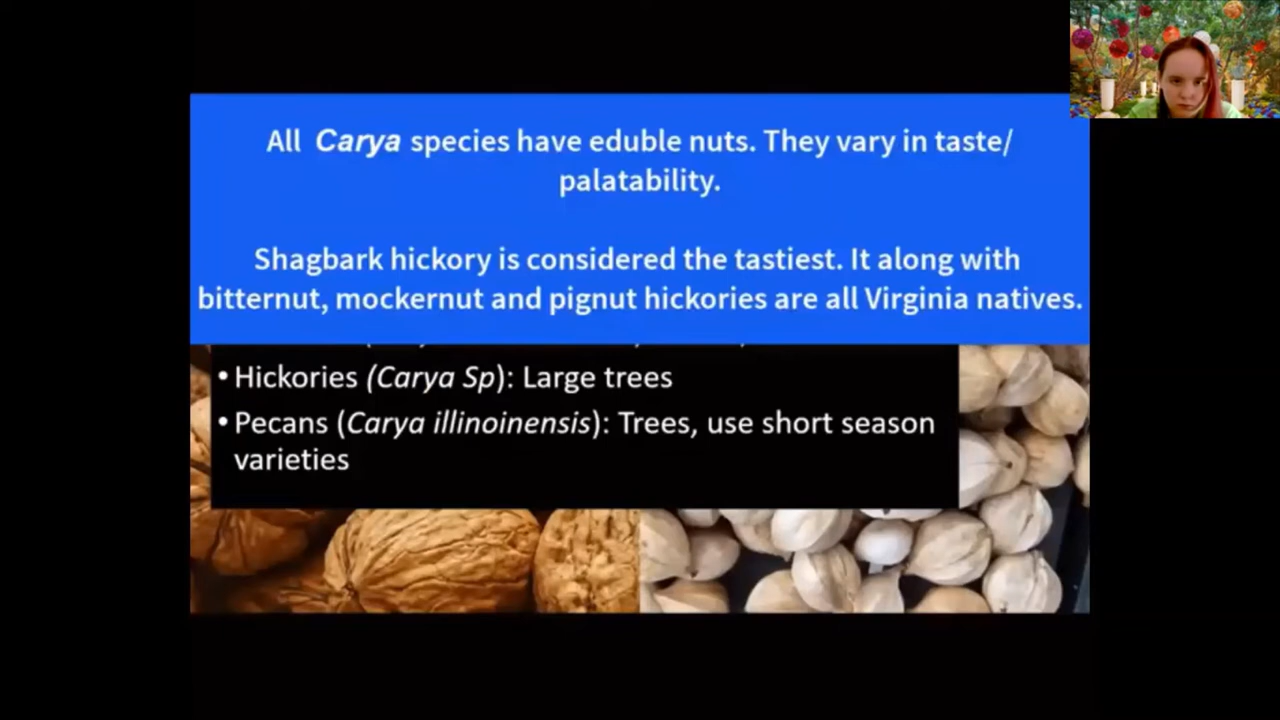 All Carya species have eduble nuts. They vary in taste/
palatability.
Shagbark hickory is considered the tastiest. It along with
bitternut, mockernut and pignut hickories are all Virginia natives.
• Hickories (Carya Sp): Large trees
• Pecans (Carya illinoinensis): Trees, use short season
varieties